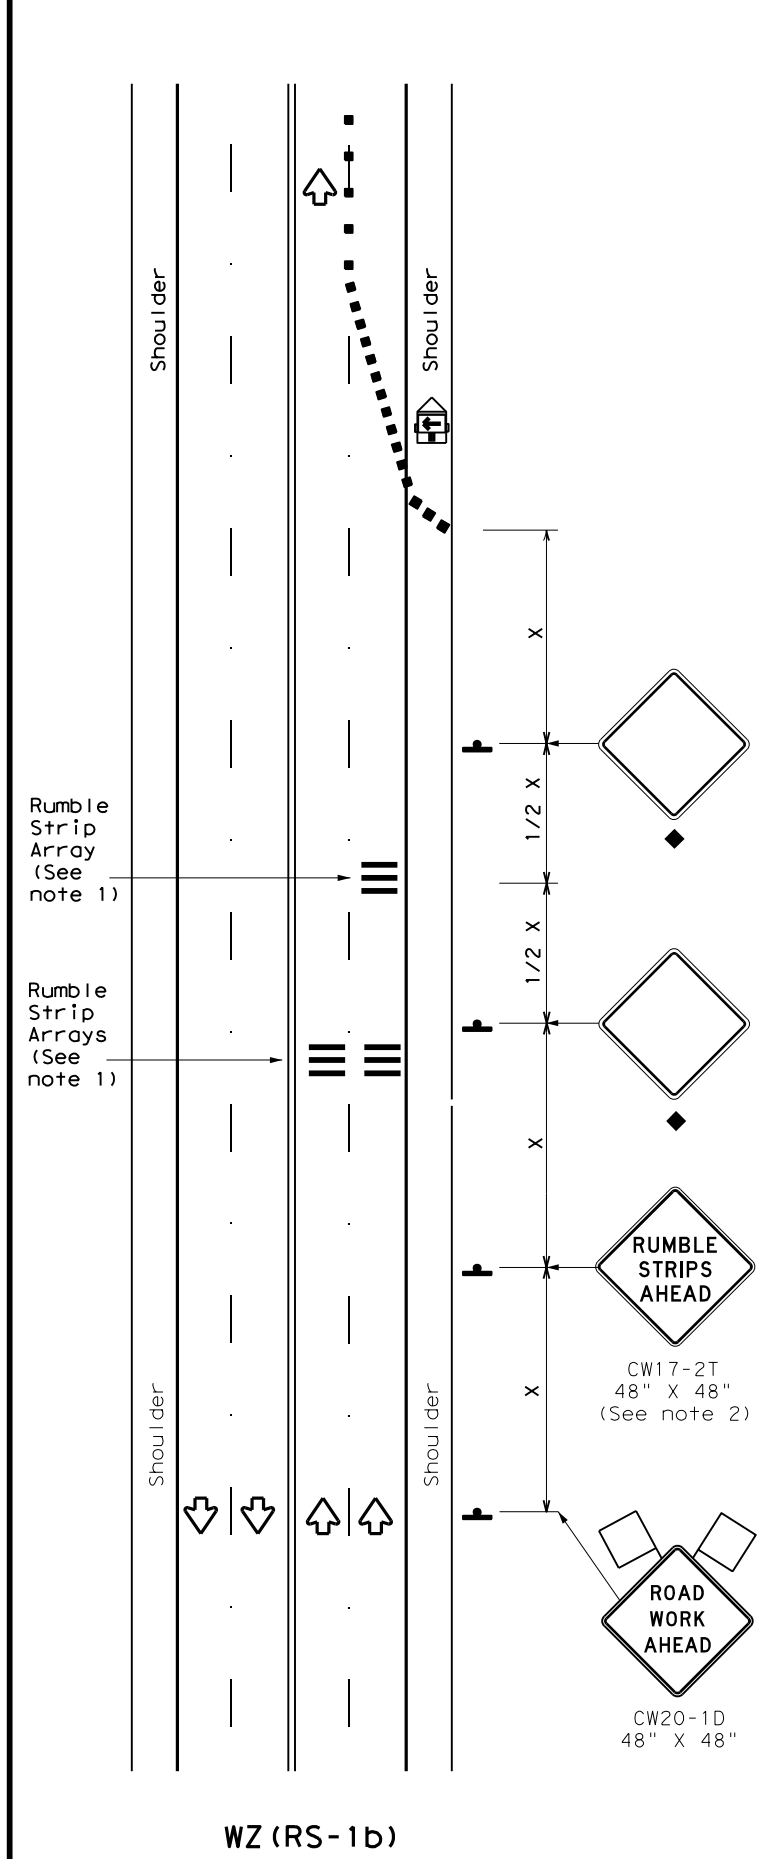 Shoulder
Shoulder
X
1/2 X
Rumble
Strip
Array
(See
note 1)
1/2 X
Rumble
Strip
Arrays
(See
note 1)
X
RUMBLE
STRIPS
AHEAD
CW17-2T
48" X 48"
(See note 2)
X
Shoulder
Shoulder
ROAD
WORK
AHEAD
CW20-1D
48" X 48"
WZ(RS-1b)